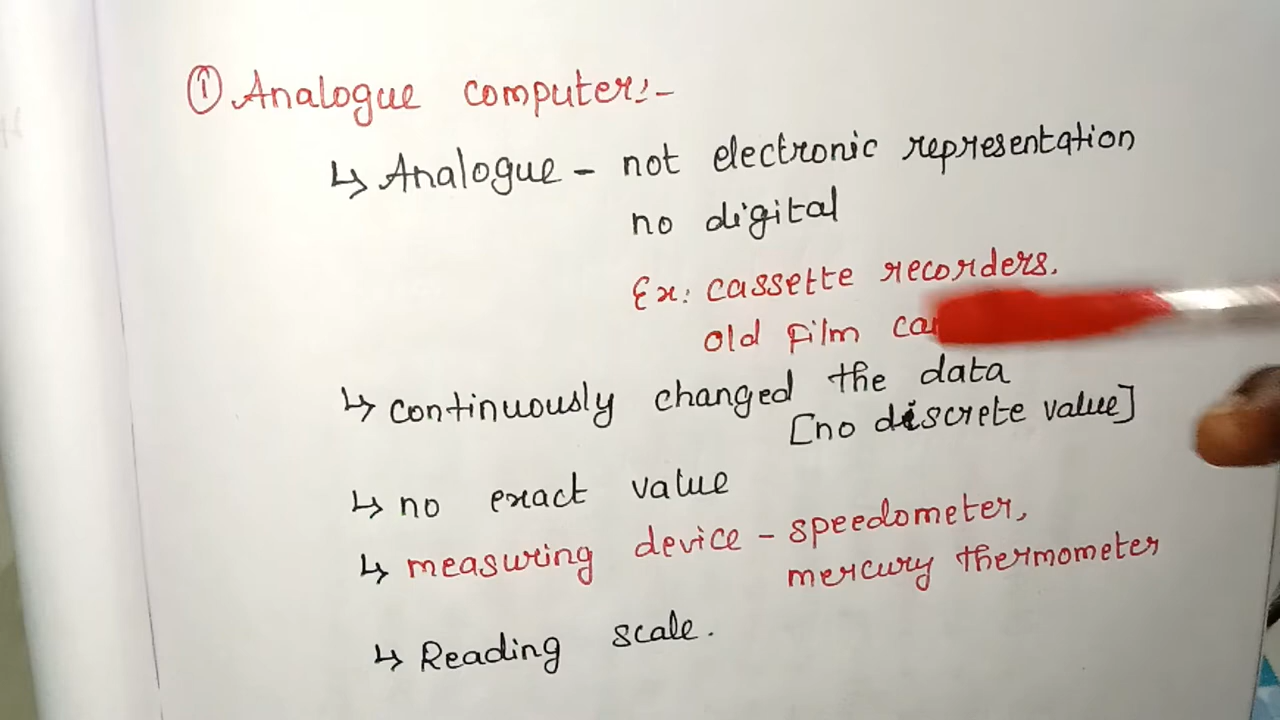 ① Analogue computer:-
↳ Analogue - not electronic representation
no digital
Ex: cassette recorders.
old film
↳ continuously changed the data
[no discrete value]
↳ no exact value
↳ measuring device - speedometer,
mercury thermometer
↳ Reading scale.